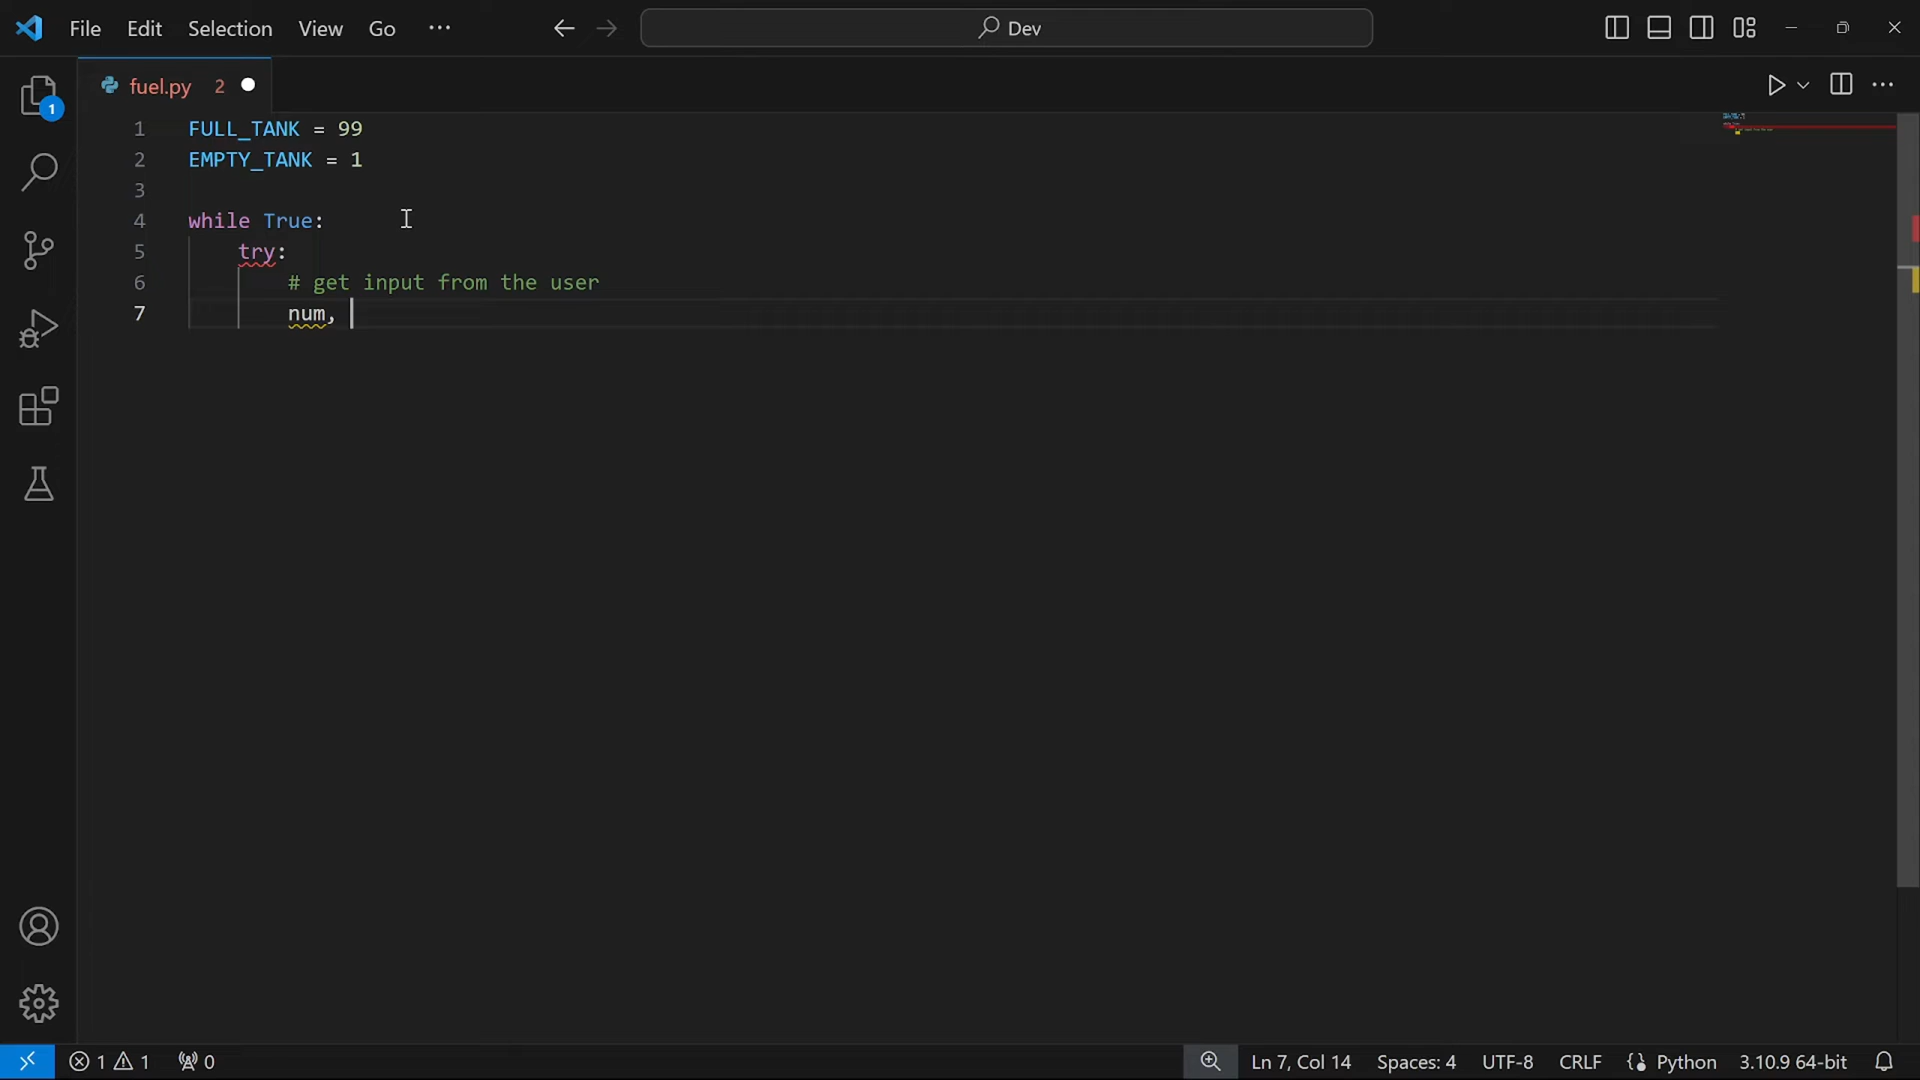 File Edit Selection View Go ··· Dev
fuel.py 2
1 FULL_TANK = 99
2 EMPTY_TANK = 1
3
4 while True:
5 try:
6 # get input from the user
7 num,
1
1 1 0 Ln 7, Col 14 Spaces: 4 UTF-8 CRLF Python 3.10.9 64-bit